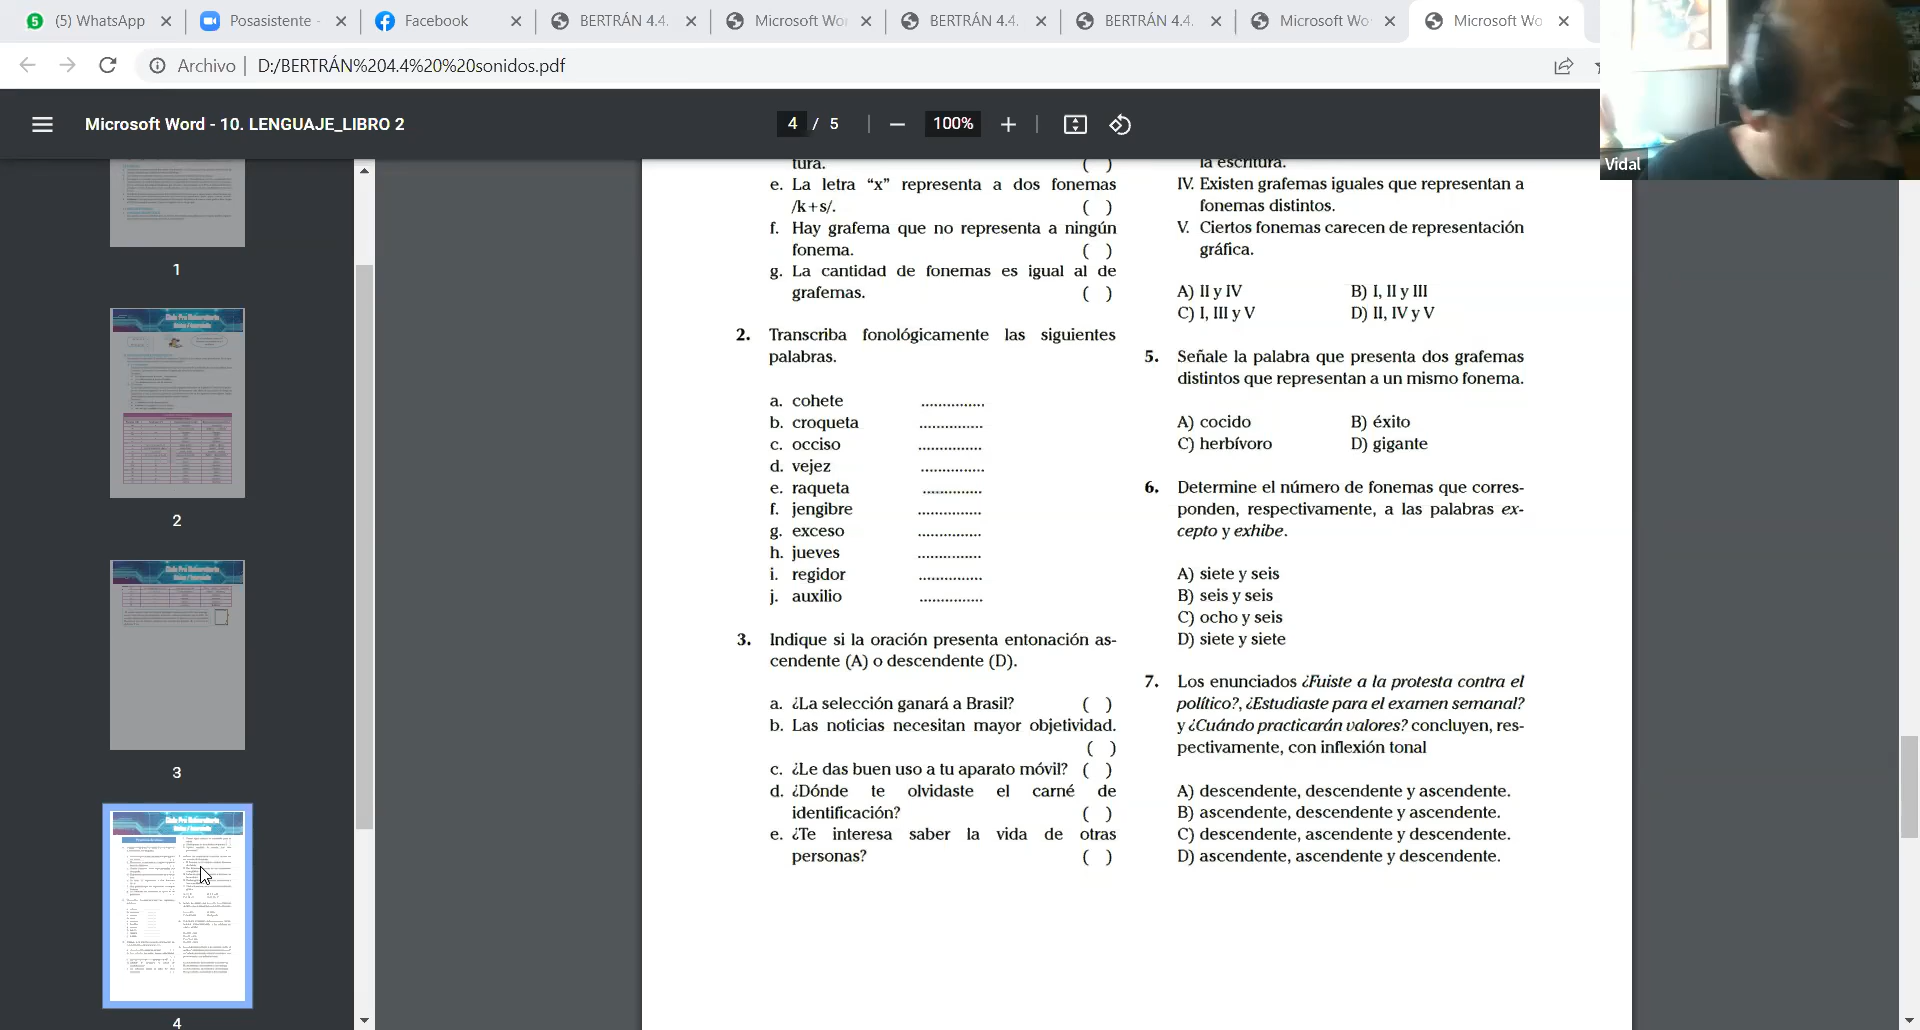 (5) WhatsApp
Posasistente -
Facebook
BERTRÁN 4.4.
Microsoft Wo
BERTRÁN 4.4.
BERTRÁN 4.4.
Microsoft Wo
Microsoft Wo
Archivo
D:/BERTRÁN%204.4%20%20sonidos.pdf
Microsoft Word - 10. LENGUAJE_LIBRO 2
4 / 5
100%
Vidal
1
2
3
4
tura. ( )
e. La letra “x” representa a dos fonemas
/k+s/. ( )
f. Hay grafema que no representa a ningún
fonema. ( )
g. La cantidad de fonemas es igual al de
grafemas. ( )
2. Transcriba fonológicamente las siguientes
palabras.
a. cohete ...............
b. croqueta ...............
c. occiso ...............
d. vejez ...............
e. raqueta ..............
f. jengibre ...............
g. exceso ...............
h. jueves ...............
i. regidor ...............
j. auxilio ...............
3. Indique si la oración presenta entonación as-
cendente (A) o descendente (D).
a. ¿La selección ganará a Brasil? ( )
b. Las noticias necesitan mayor objetividad.
( )
c. ¿Le das buen uso a tu aparato móvil? ( )
d. ¿Dónde te olvidaste el carné de
identificación? ( )
e. ¿Te interesa saber la vida de otras
personas? ( )
la escritura.
IV. Existen grafemas iguales que representan a
fonemas distintos.
V. Ciertos fonemas carecen de representación
gráfica.
A) II y IV B) I, II y III
C) I, III y V D) II, IV y V
5. Señale la palabra que presenta dos grafemas
distintos que representan a un mismo fonema.
A) cocido B) éxito
C) herbívoro D) gigante
6. Determine el número de fonemas que corres-
ponden, respectivamente, a las palabras ex-
cepto y exhibe.
A) siete y seis
B) seis y seis
C) ocho y seis
D) siete y siete
7. Los enunciados ¿Fuiste a la protesta contra el
político?, ¿Estudiaste para el examen semanal?
y ¿Cuándo practicarán valores? concluyen, res-
pectivamente, con inflexión tonal
A) descendente, descendente y ascendente.
B) ascendente, descendente y ascendente.
C) descendente, ascendente y descendente.
D) ascendente, ascendente y descendente.